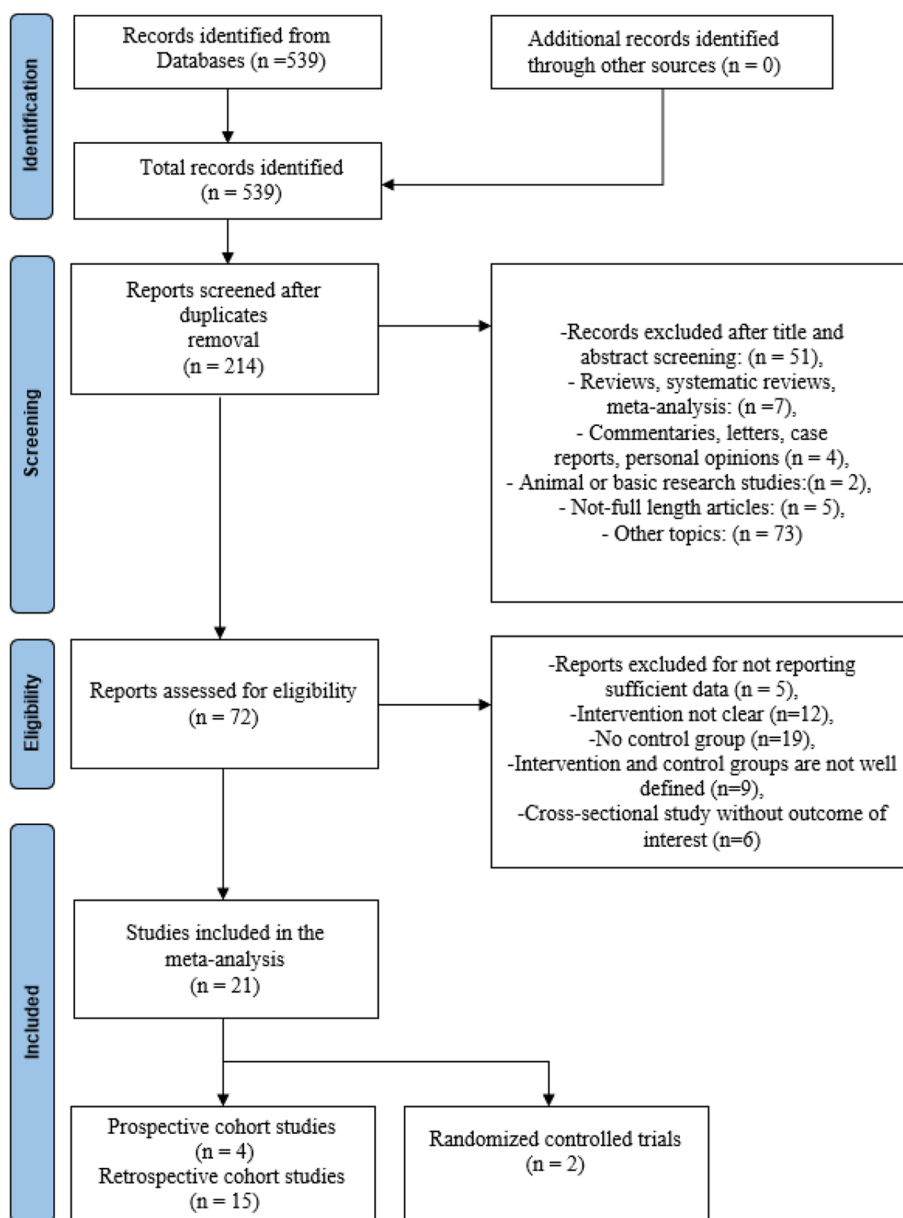 Identification
Records identified from
Databases (n =539)
Additional records identified
through other sources (n = 0)
Total records identified
(n = 539)
Screening
Reports screened after
duplicates
removal
(n = 214)
-Records excluded after title and
abstract screening: (n = 51),
- Reviews, systematic reviews,
meta-analysis: (n =7),
- Commentaries, letters, case
reports, personal opinions (n = 4),
- Animal or basic research studies:(n = 2),
- Not-full length articles: (n = 5),
- Other topics: (n = 73)
Eligibility
Reports assessed for eligibility
(n = 72)
-Reports excluded for not reporting
sufficient data (n = 5),
-Intervention not clear (n=12),
-No control group (n=19),
-Intervention and control groups are not well
defined (n=9),
-Cross-sectional study without outcome of
interest (n=6)
Included
Studies included in the
meta-analysis
(n = 21)
Prospective cohort studies
(n = 4)
Retrospective cohort studies
(n = 15)
Randomized controlled trials
(n = 2)